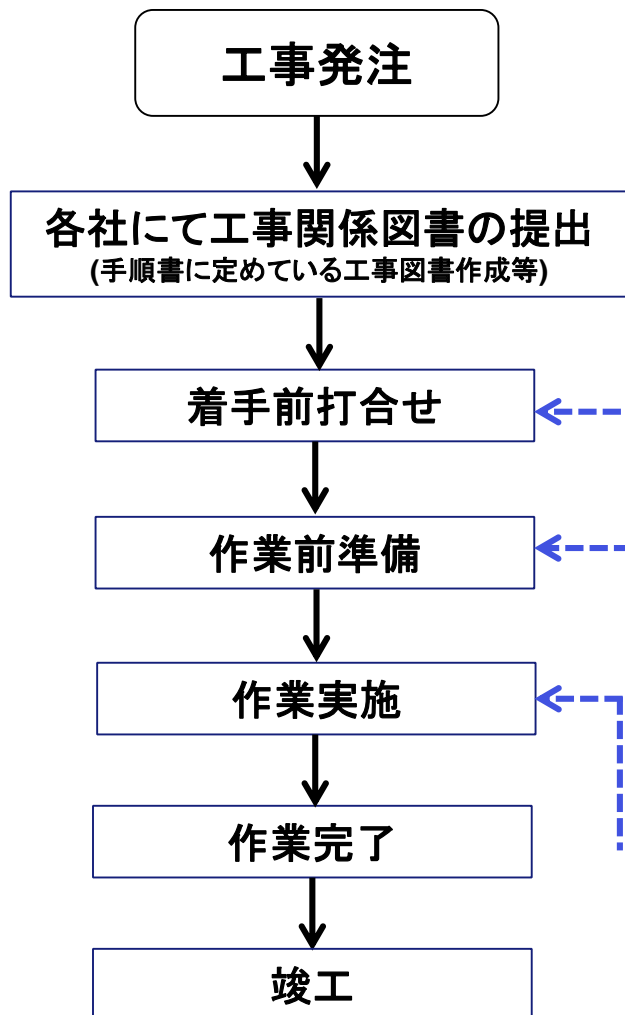 工事発注
各社にて工事関係図書の提出
(手順書に定めている工事図書作成等)
着手前打合せ
作業前準備
作業実施
作業完了
竣工